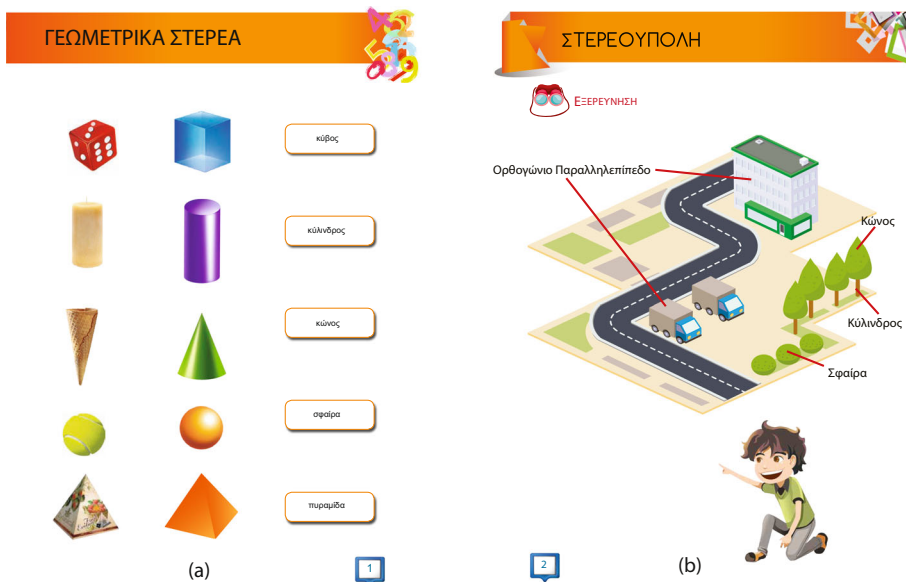 ΓΕΩΜΕΤΡΙΚΑ ΣΤΕΡΕΑ
κύβος
κύλινδρος
κώνος
σφαίρα
πυραμίδα
(a)
1
ΣΤΕΡΕΟΥΠΟΛΗ
ΕΞΕΡΕΥΝΗΣΗ
Ορθογώνιο Παραλληλεπίπεδο
Κώνος
Κύλινδρος
Σφαίρα
2
(b)